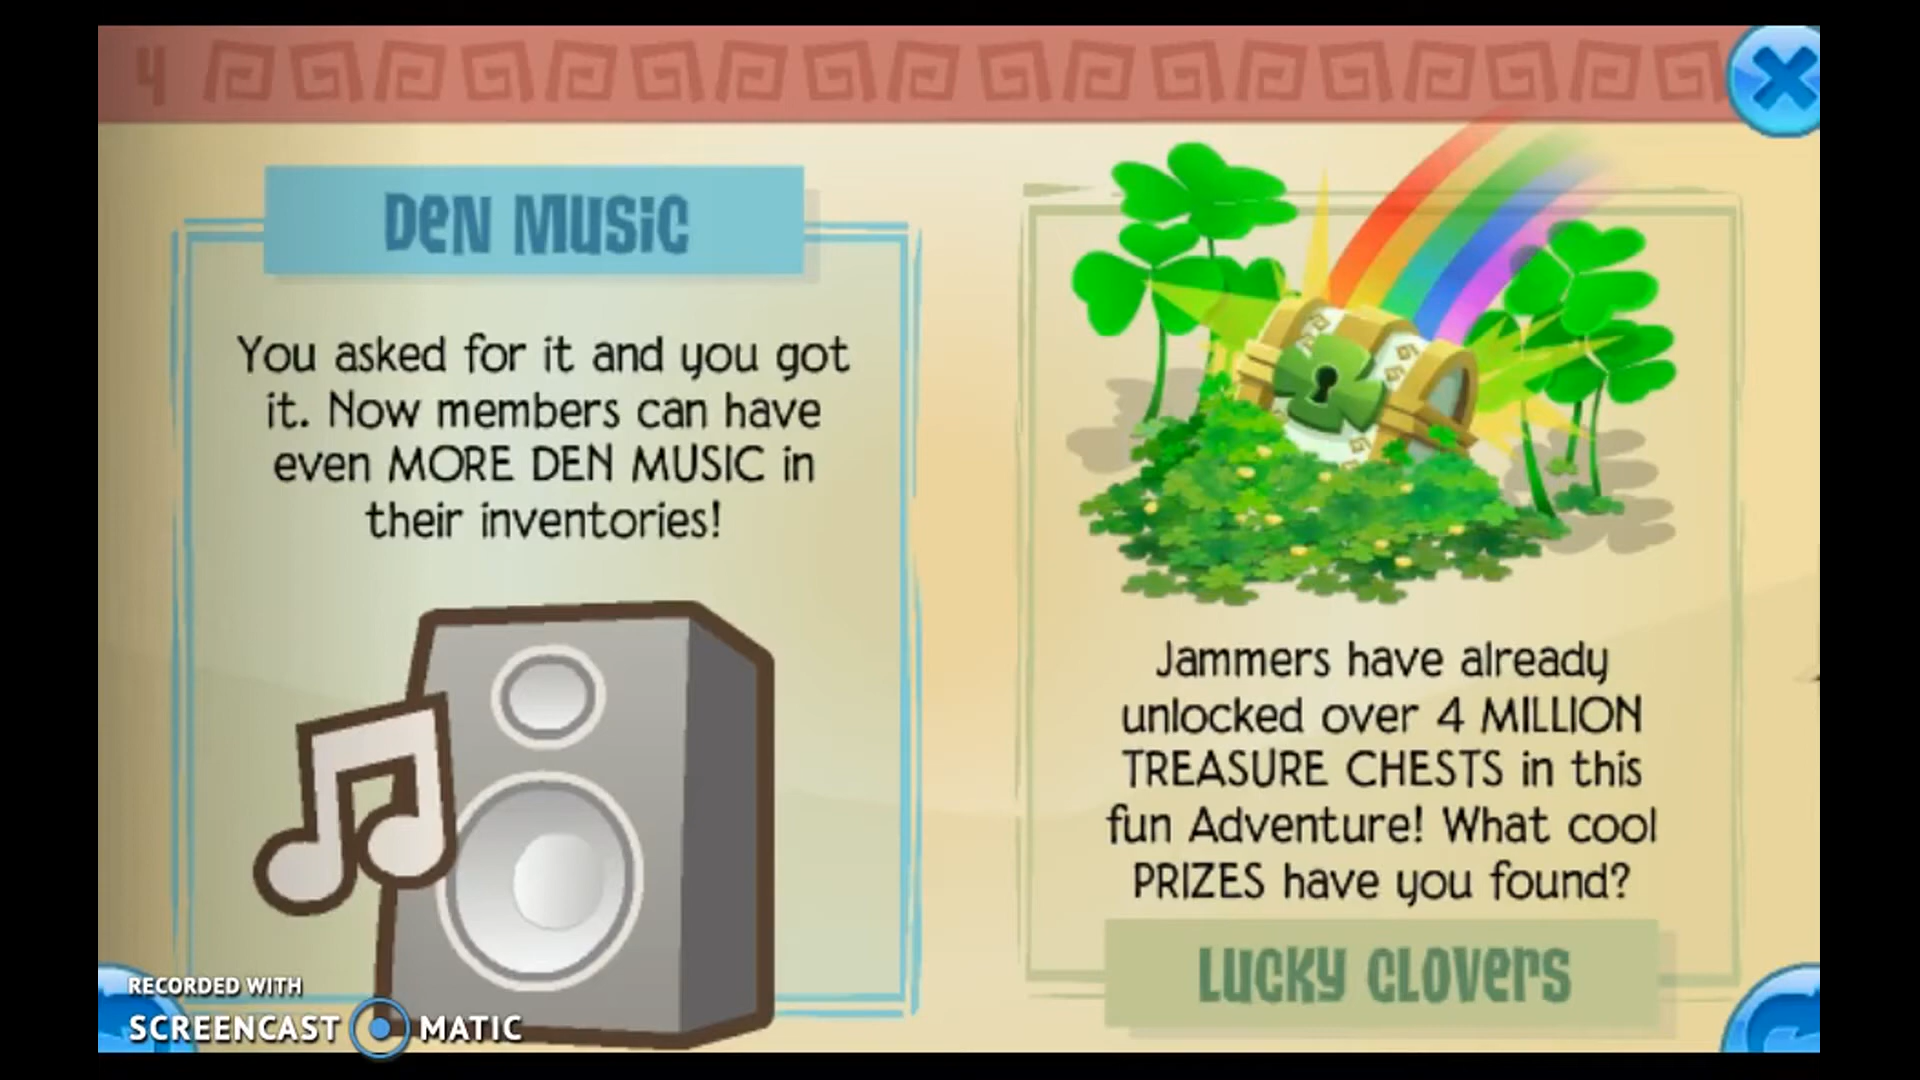 4
Den Music
You asked for it and you got
it. Now members can have
even MORE DEN MUSIC in
their inventories!
Jammers have already
unlocked over 4 MILLION
TREASURE CHESTS in this
fun Adventure! What cool
PRIZES have you found?
Lucky Clovers
RECORDED WITH
SCREENCAST MATIC